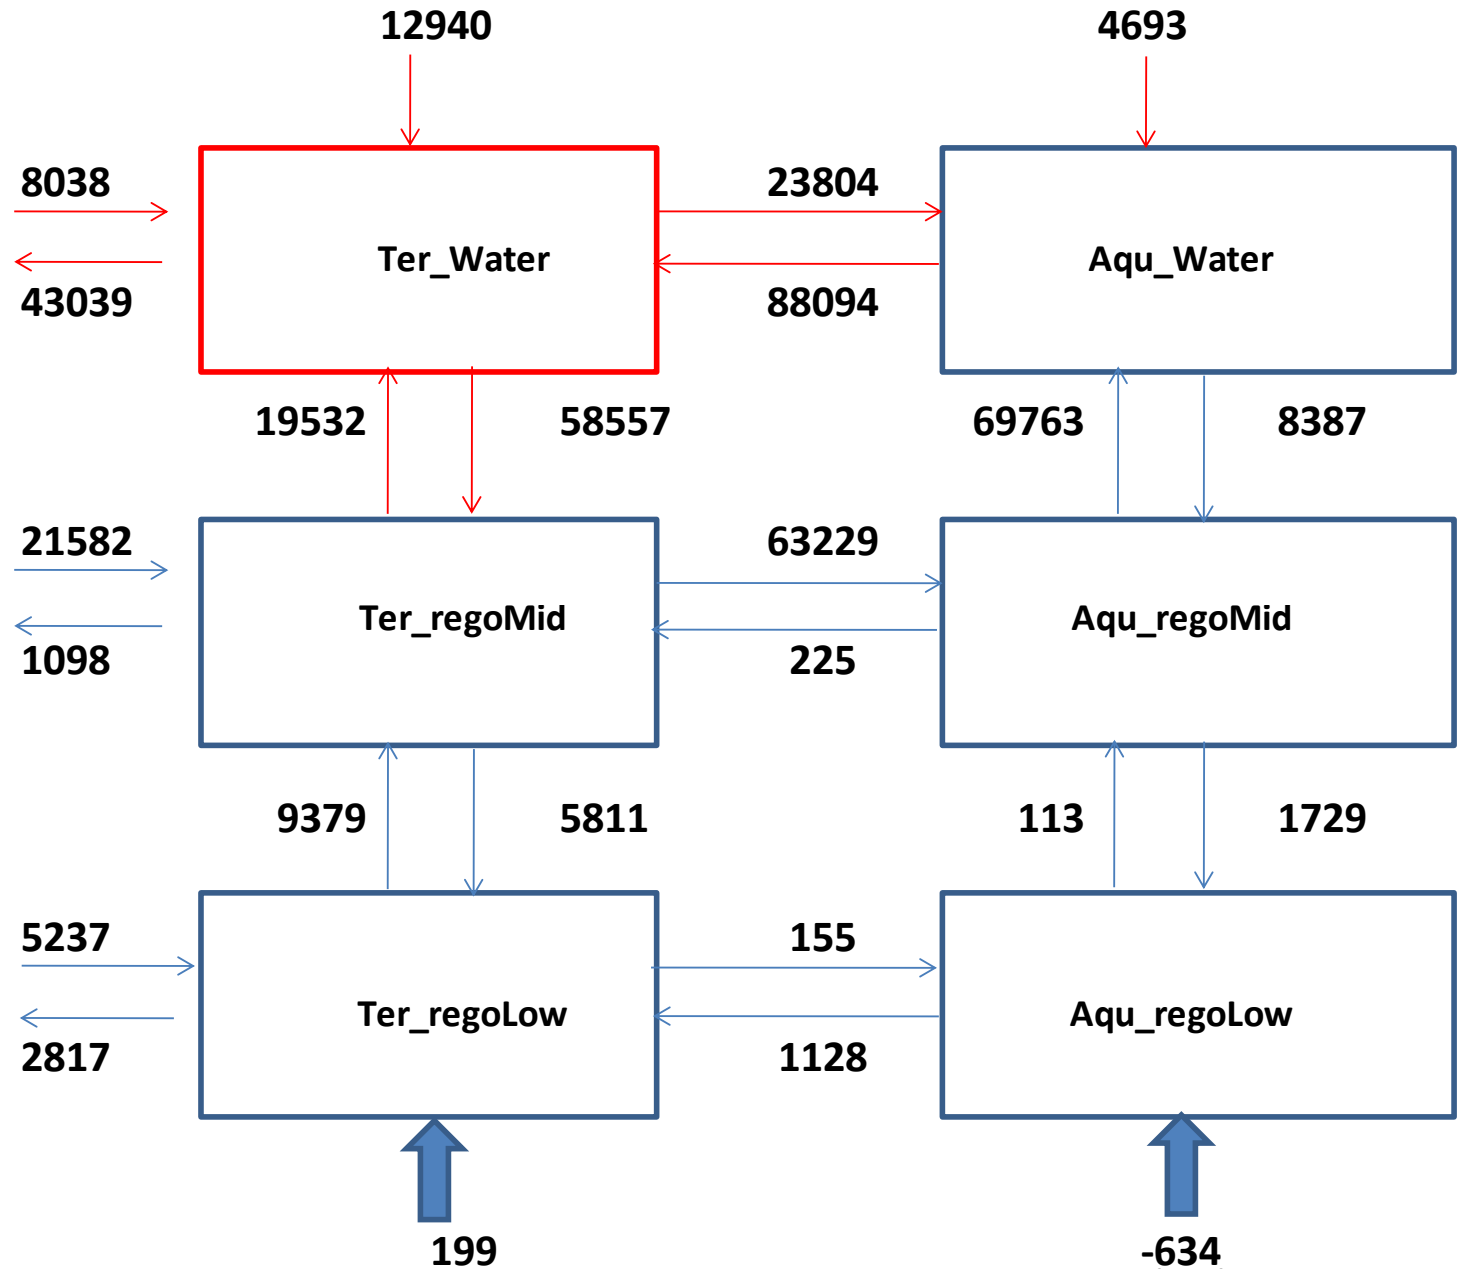 12940 4693
8038 23804
Ter_Water Aqu_Water
43039 88094
19532 58557 69763 8387
21582 63229
Ter_regoMid Aqu_regoMid
1098 225
9379 5811 113 1729
5237 155
Ter_regoLow Aqu_regoLow
2817 1128
199 -634